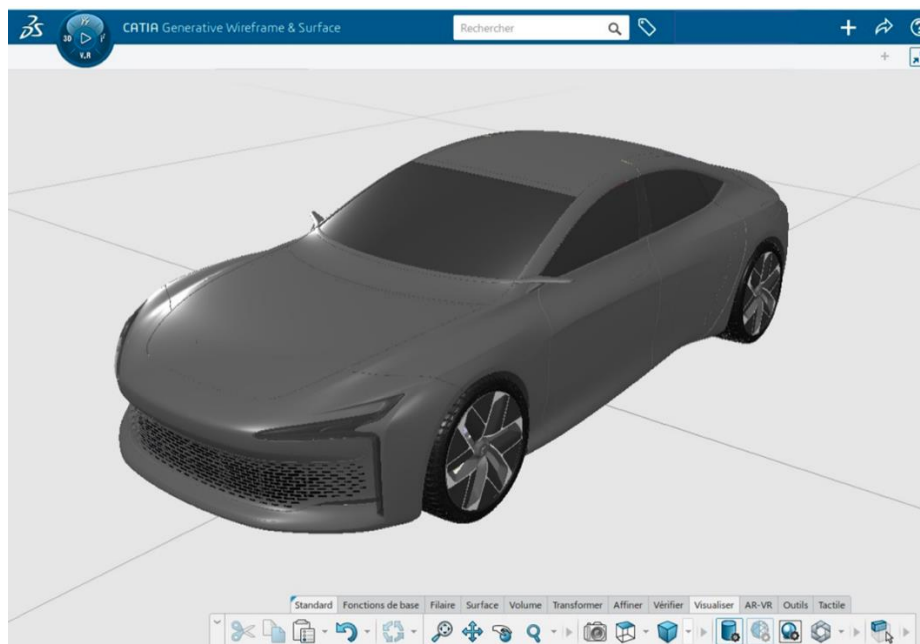 3S CATIA Generative Wireframe & Surface Rechercher
3D V.R
Standard Fonctions de base Filaire Surface Volume Transformer Affiner Vérifier Visualiser AR-VR Outils Tactile